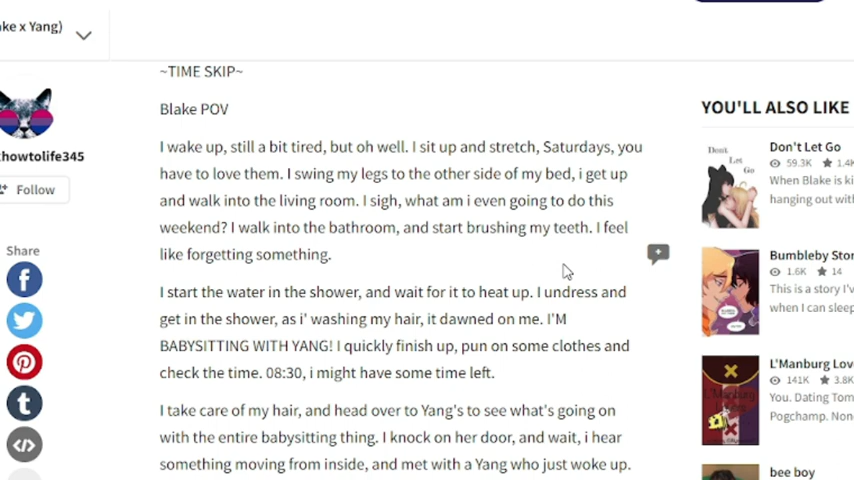 ake x Yang)
~TIME SKIP~
Blake POV
I wake up, still a bit tired, but oh well. I sit up and stretch, Saturdays, you
have to love them. I swing my legs to the other side of my bed, i get up
and walk into the living room. I sigh, what am i even going to do this
weekend? I walk into the bathroom, and start brushing my teeth. I feel
like forgetting something.
I start the water in the shower, and wait for it to heat up. I undress and
get in the shower, as i' washing my hair, it dawned on me. I'M
BABYSITTING WITH YANG! I quickly finish up, pun on some clothes and
check the time. 08:30, i might have some time left.
I take care of my hair, and head over to Yang's to see what's going on
with the entire babysitting thing. I knock on her door, and wait, i hear
something moving from inside, and met with a Yang who just woke up.
howtolife345
Follow
Share
YOU'LL ALSO LIKE
Don't Let Go
59.3K 1.4K
When Blake is ki
hanging out with
Don't
Let
Go
Bumbleby Stor
1.6K 14
This is a story I'v
when I can sleep
L'Manburg Lov
141K 3.8K
You. Dating Tom
Pogchamp. Non
bee boy